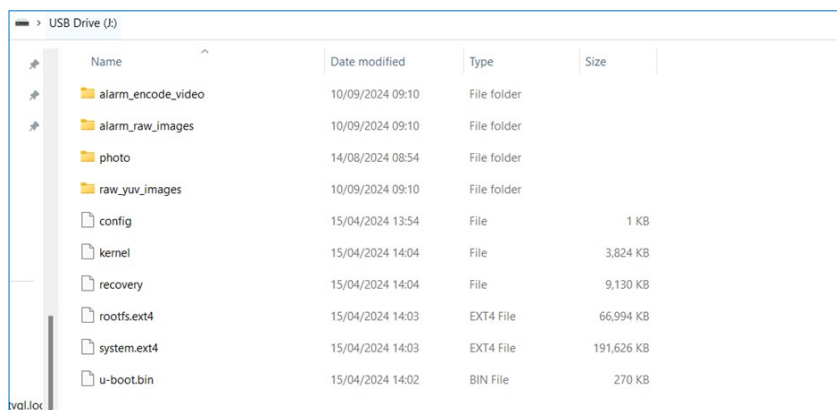 > USB Drive (J:)
Name Date modified Type Size
alarm_encode_video 10/09/2024 09:10 File folder
alarm_raw_images 10/09/2024 09:10 File folder
photo 14/08/2024 08:54 File folder
raw_yuv_images 10/09/2024 09:10 File folder
config 15/04/2024 13:54 File 1 KB
kernel 15/04/2024 14:04 File 3,824 KB
recovery 15/04/2024 14:04 File 9,130 KB
rootfs.ext4 15/04/2024 14:03 EXT4 File 66,994 KB
system.ext4 15/04/2024 14:03 EXT4 File 191,626 KB
u-boot.bin 15/04/2024 14:02 BIN File 270 KB